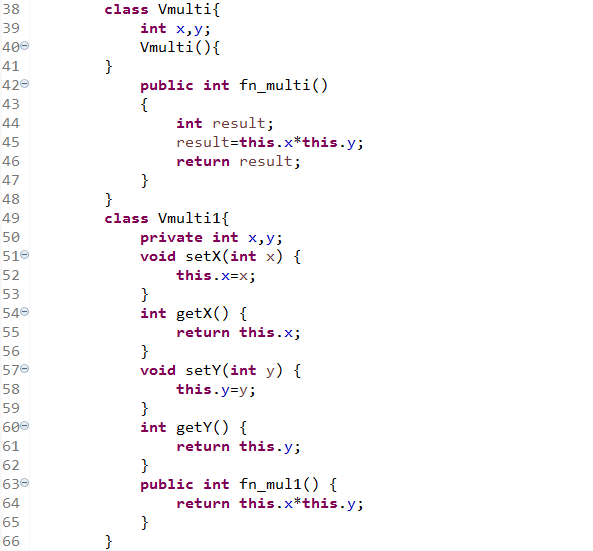 38 class Vmulti{
39 int x,y;
40 Vmulti(){
41 }
42 public int fn_multi()
43 {
44 int result;
45 result=this.x*this.y;
46 return result;
47 }
48 }
49 class Vmulti1{
50 private int x,y;
51 void setX(int x) {
52 this.x=x;
53 }
54 int getX() {
55 return this.x;
56 }
57 void setY(int y) {
58 this.y=y;
59 }
60 int getY() {
61 return this.y;
62 }
63 public int fn_mul1() {
64 return this.x*this.y;
65 }
66 }